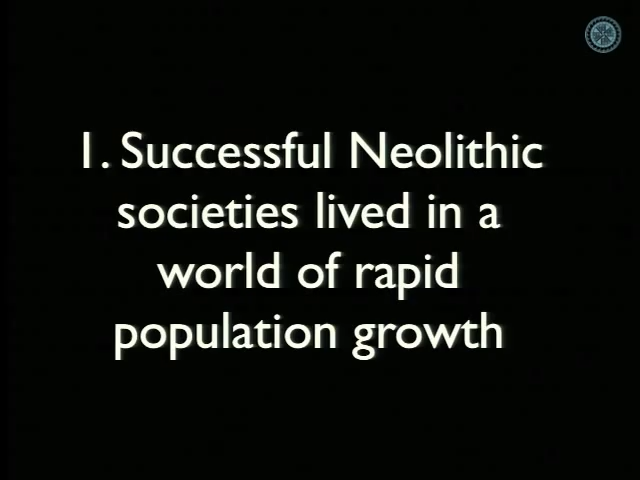 1. Successful Neolithic
societies lived in a
world of rapid
population growth